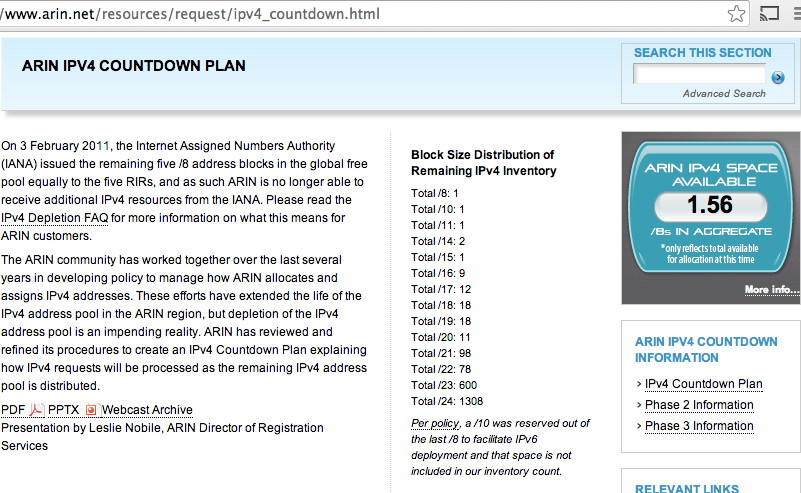 /www.arin.net/resources/request/ipv4_countdown.html
ARIN IPV4 COUNTDOWN PLAN
SEARCH THIS SECTION
Advanced Search
On 3 February 2011, the Internet Assigned Numbers Authority
(IANA) issued the remaining five /8 address blocks in the global free
pool equally to the five RIRs, and as such ARIN is no longer able to
receive additional IPv4 resources from the IANA. Please read the
IPv4 Depletion FAQ for more information on what this means for
ARIN customers.
The ARIN community has worked together over the last several
years in developing policy to manage how ARIN allocates and
assigns IPv4 addresses. These efforts have extended the life of the
IPv4 address pool in the ARIN region, but depletion of the IPv4
address pool is an impending reality. ARIN has reviewed and
refined its procedures to create an IPv4 Countdown Plan explaining
how IPv4 requests will be processed as the remaining IPv4 address
pool is distributed.
PDF PPTX Webcast Archive
Presentation by Leslie Nobile, ARIN Director of Registration
Services
Block Size Distribution of
Remaining IPv4 Inventory
Total /8: 1
Total /10: 1
Total /11: 1
Total /14: 2
Total /15: 1
Total /16: 9
Total /17: 12
Total /18: 18
Total /19: 18
Total /20: 11
Total /21: 98
Total /22: 78
Total /23: 600
Total /24: 1308
Per policy, a /10 was reserved out of
the last /8 to facilitate IPv6
deployment and that space is not
included in our inventory count.
ARIN IPv4 SPACE
AVAILABLE
1.56
/8s IN AGGREGATE
*only reflects total available
for allocation at this time
More info...
ARIN IPV4 COUNTDOWN
INFORMATION
› IPv4 Countdown Plan
› Phase 2 Information
› Phase 3 Information
RELEVANT LINKS